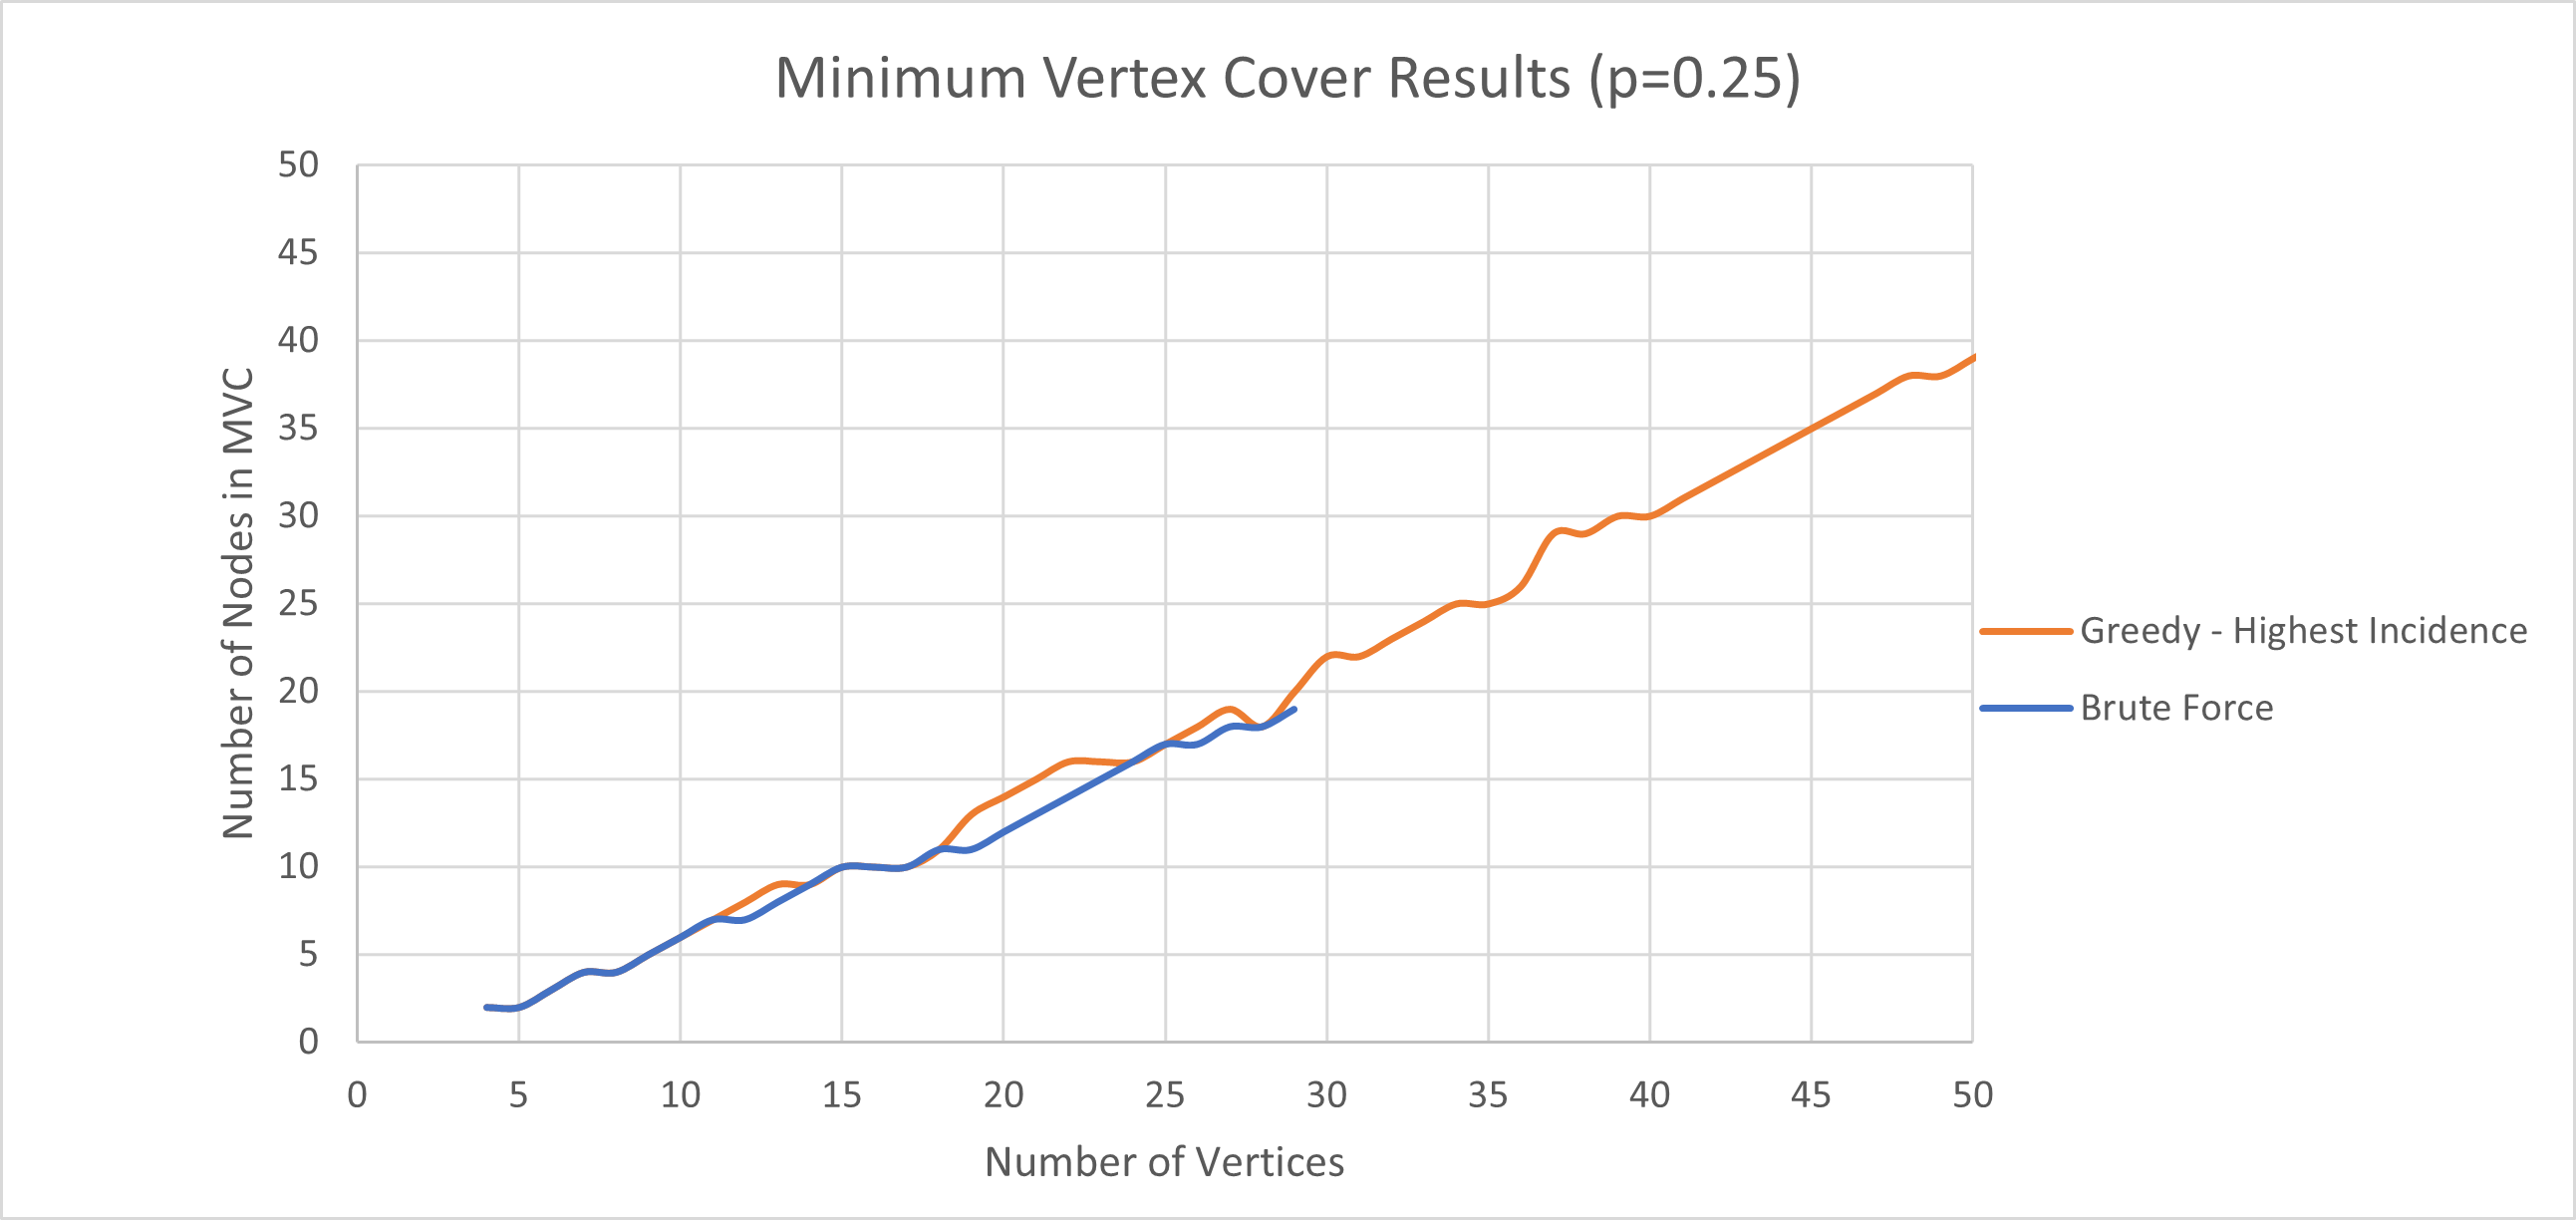 Minimum Vertex Cover Results (p=0.25)
Number of Nodes in MVC
50
45
40
35
30
25
20
15
10
5
0
0 5 10 15 20 25 30 35 40 45 50
Number of Vertices
Greedy - Highest Incidence
Brute Force